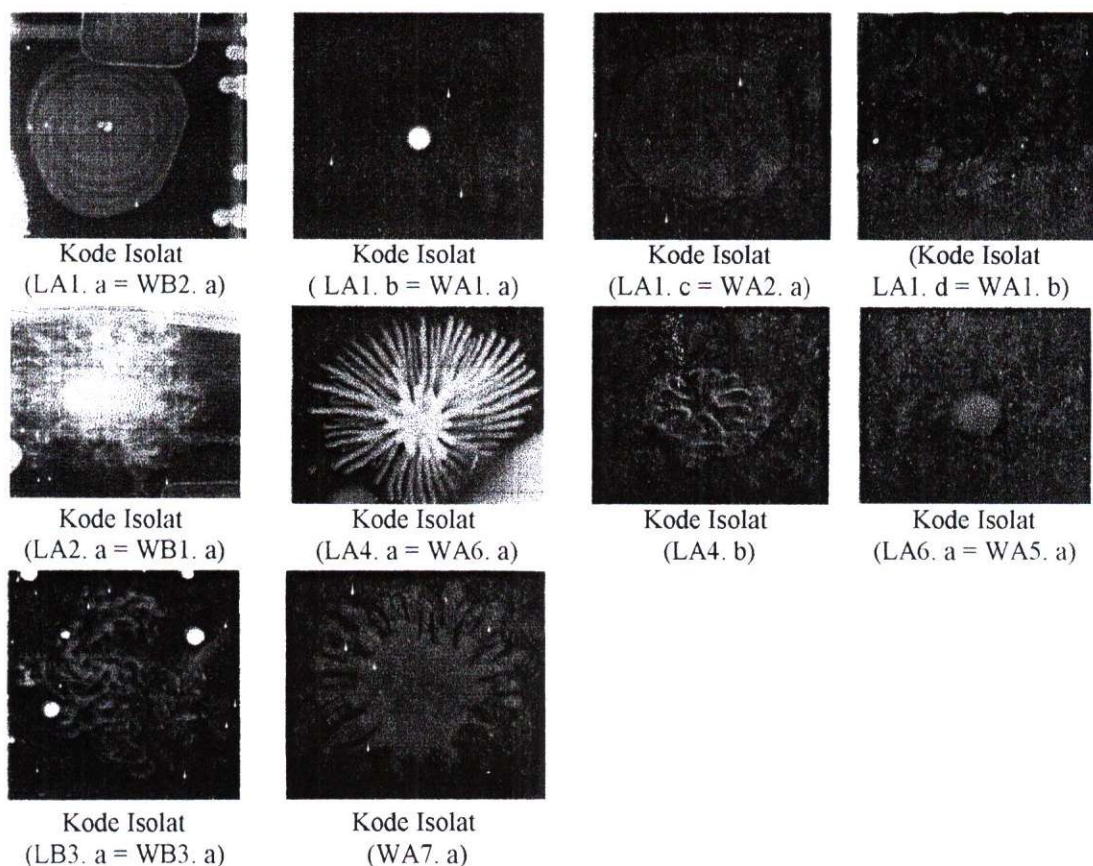 Kode Isolat
(LA1. a = WB2. a)
Kode Isolat
( LA1. b = WA1. a)
Kode Isolat
(LA1. c = WA2. a)
(Kode Isolat
LA1. d = WA1. b)
Kode Isolat
(LA2. a = WB1. a)
Kode Isolat
(LA4. a = WA6. a)
Kode Isolat
(LA4. b)
Kode Isolat
(LA6. a = WA5. a)
Kode Isolat
(LB3. a = WB3. a)
Kode Isolat
(WA7. a)